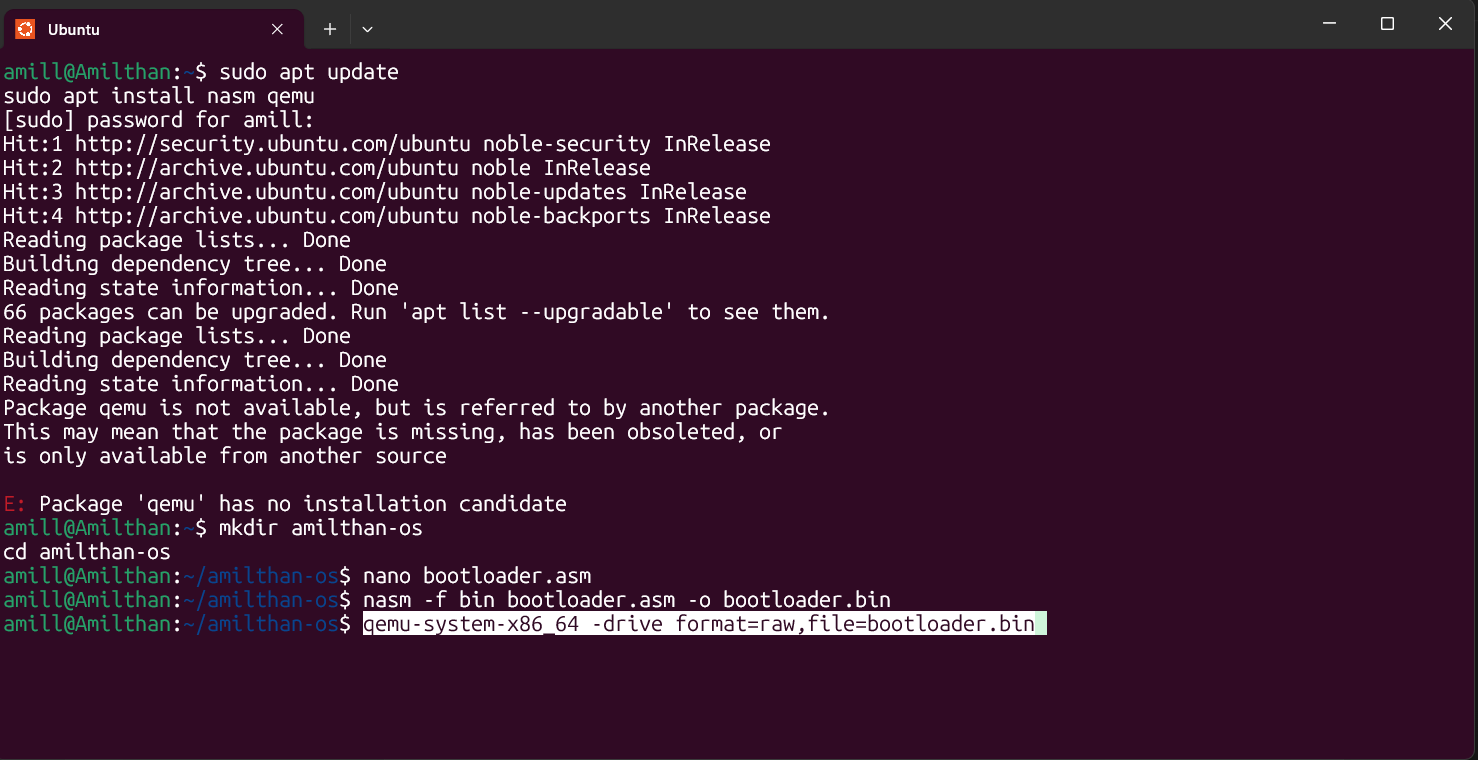 Ubuntu
amill@Amilthan:~$ sudo apt update
sudo apt install nasm qemu
[sudo] password for amill:
Hit:1 http://security.ubuntu.com/ubuntu noble-security InRelease
Hit:2 http://archive.ubuntu.com/ubuntu noble InRelease
Hit:3 http://archive.ubuntu.com/ubuntu noble-updates InRelease
Hit:4 http://archive.ubuntu.com/ubuntu noble-backports InRelease
Reading package lists... Done
Building dependency tree... Done
Reading state information... Done
66 packages can be upgraded. Run 'apt list --upgradable' to see them.
Reading package lists... Done
Building dependency tree... Done
Reading state information... Done
Package qemu is not available, but is referred to by another package.
This may mean that the package is missing, has been obsoleted, or
is only available from another source
E: Package 'qemu' has no installation candidate
amill@Amilthan:~$ mkdir amilthan-os
cd amilthan-os
amill@Amilthan:~/amilthan-os$ nano bootloader.asm
amill@Amilthan:~/amilthan-os$ nasm -f bin bootloader.asm -o bootloader.bin
amill@Amilthan:~/amilthan-os$ qemu-system-x86_64 -drive format=raw,file=bootloader.bin